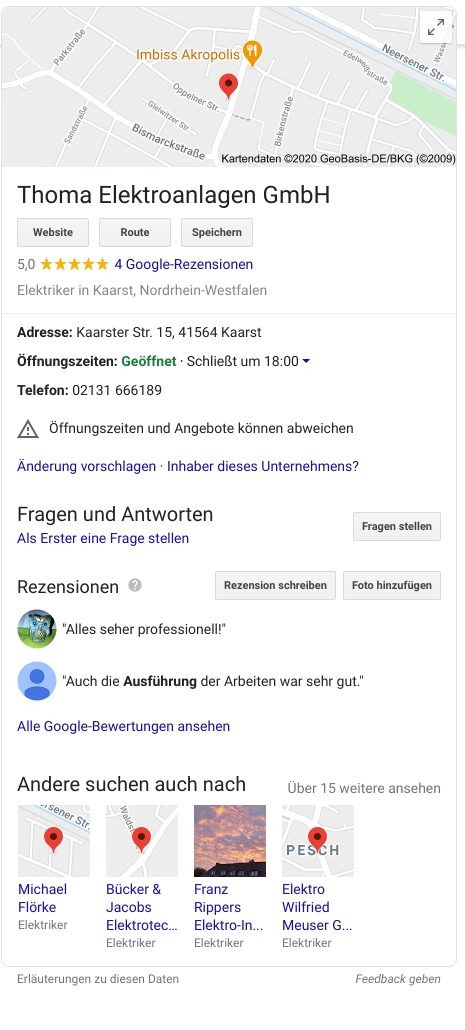 Parkstraße
Imbiss Akropolis
Neersener Str.
Edelweißstraße
Oppelner Str.
Gleiwitzer Str.
Sandstraße
Birkenstraße
Bismarckstraße
Kartendaten ©2020 GeoBasis-DE/BKG (©2009)
Thoma Elektroanlagen GmbH
Website Route Speichern
5,0 4 Google-Rezensionen
Elektriker in Kaarst, Nordrhein-Westfalen
Adresse: Kaarster Str. 15, 41564 Kaarst
Öffnungszeiten: Geöffnet · Schließt um 18:00
Telefon: 02131 666189
Öffnungszeiten und Angebote können abweichen
Änderung vorschlagen · Inhaber dieses Unternehmens?
Fragen und Antworten
Fragen stellen
Als Erster eine Frage stellen
Rezensionen ? Rezension schreiben Foto hinzufügen
"Alles seher professionell!"
"Auch die Ausführung der Arbeiten war sehr gut."
Alle Google-Bewertungen ansehen
Andere suchen auch nach Über 15 weitere ansehen
PESCH
Michael Bücker & Franz Elektro
Flörke Jacobs Rippers Wilfried
Elektrotec... Elektro-In... Meuser G...
Elektriker Elektriker Elektriker Elektriker
Erläuterungen zu diesen Daten Feedback geben